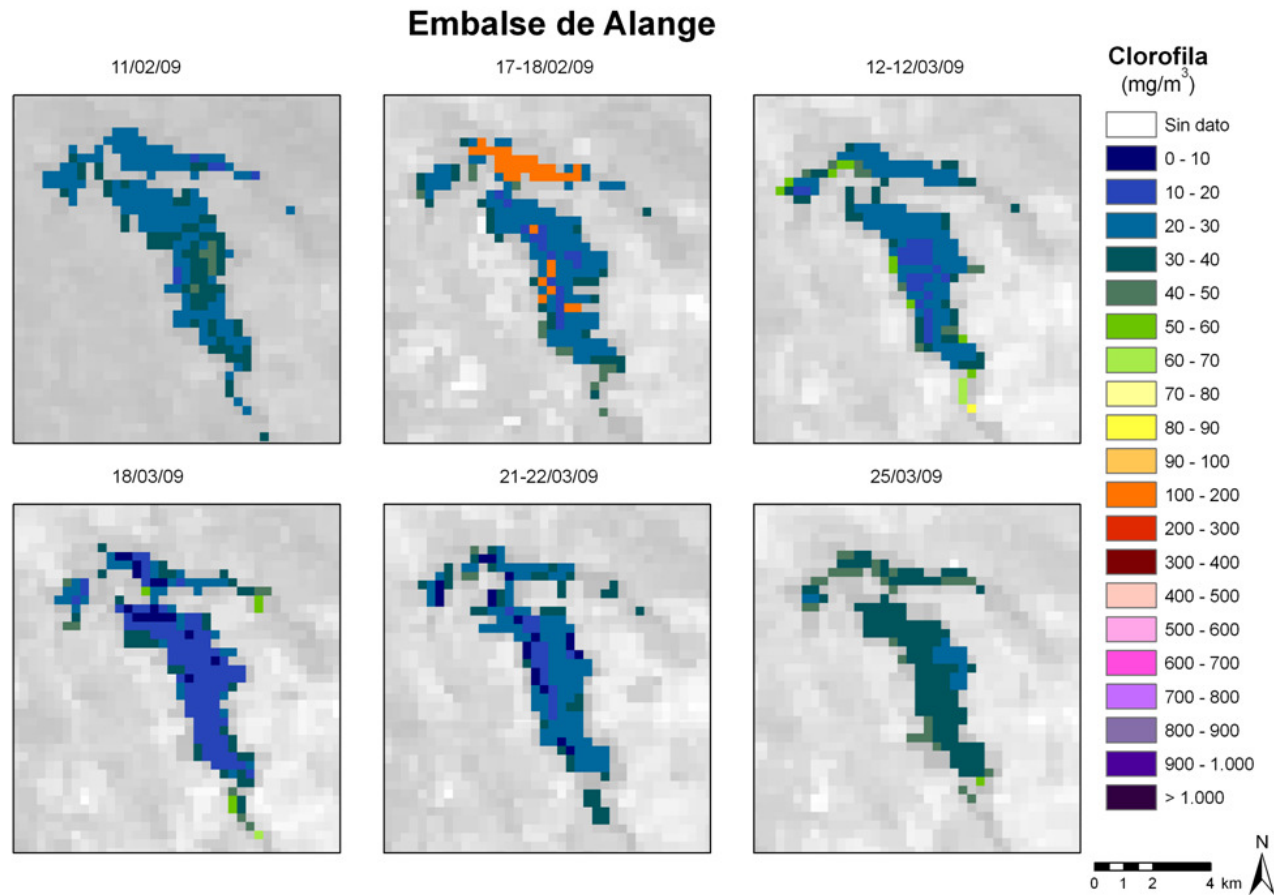 Embalse de Alange
11/02/09
17-18/02/09
12-12/03/09
18/03/09
21-22/03/09
25/03/09
Clorofila
(mg/m³)
Sin dato
0 - 10
10 - 20
20 - 30
30 - 40
40 - 50
50 - 60
60 - 70
70 - 80
80 - 90
90 - 100
100 - 200
200 - 300
300 - 400
400 - 500
500 - 600
600 - 700
700 - 800
800 - 900
900 - 1.000
> 1.000
N
0 1 2 4 km